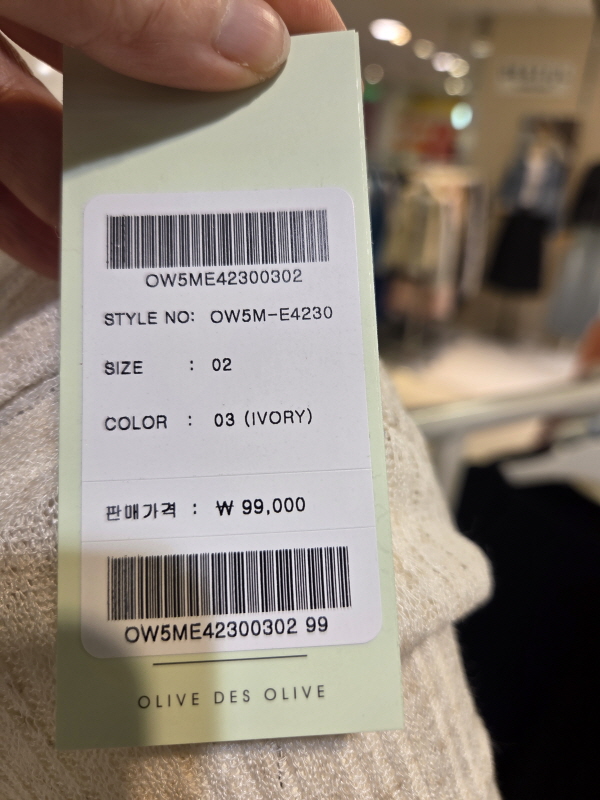 OW5ME42300302
STYLE NO: OW5M-E4230
SIZE : 02
COLOR : 03 (IVORY)
판매가격 : ₩ 99,000
OW5ME42300302 99
OLIVE DES OLIVE